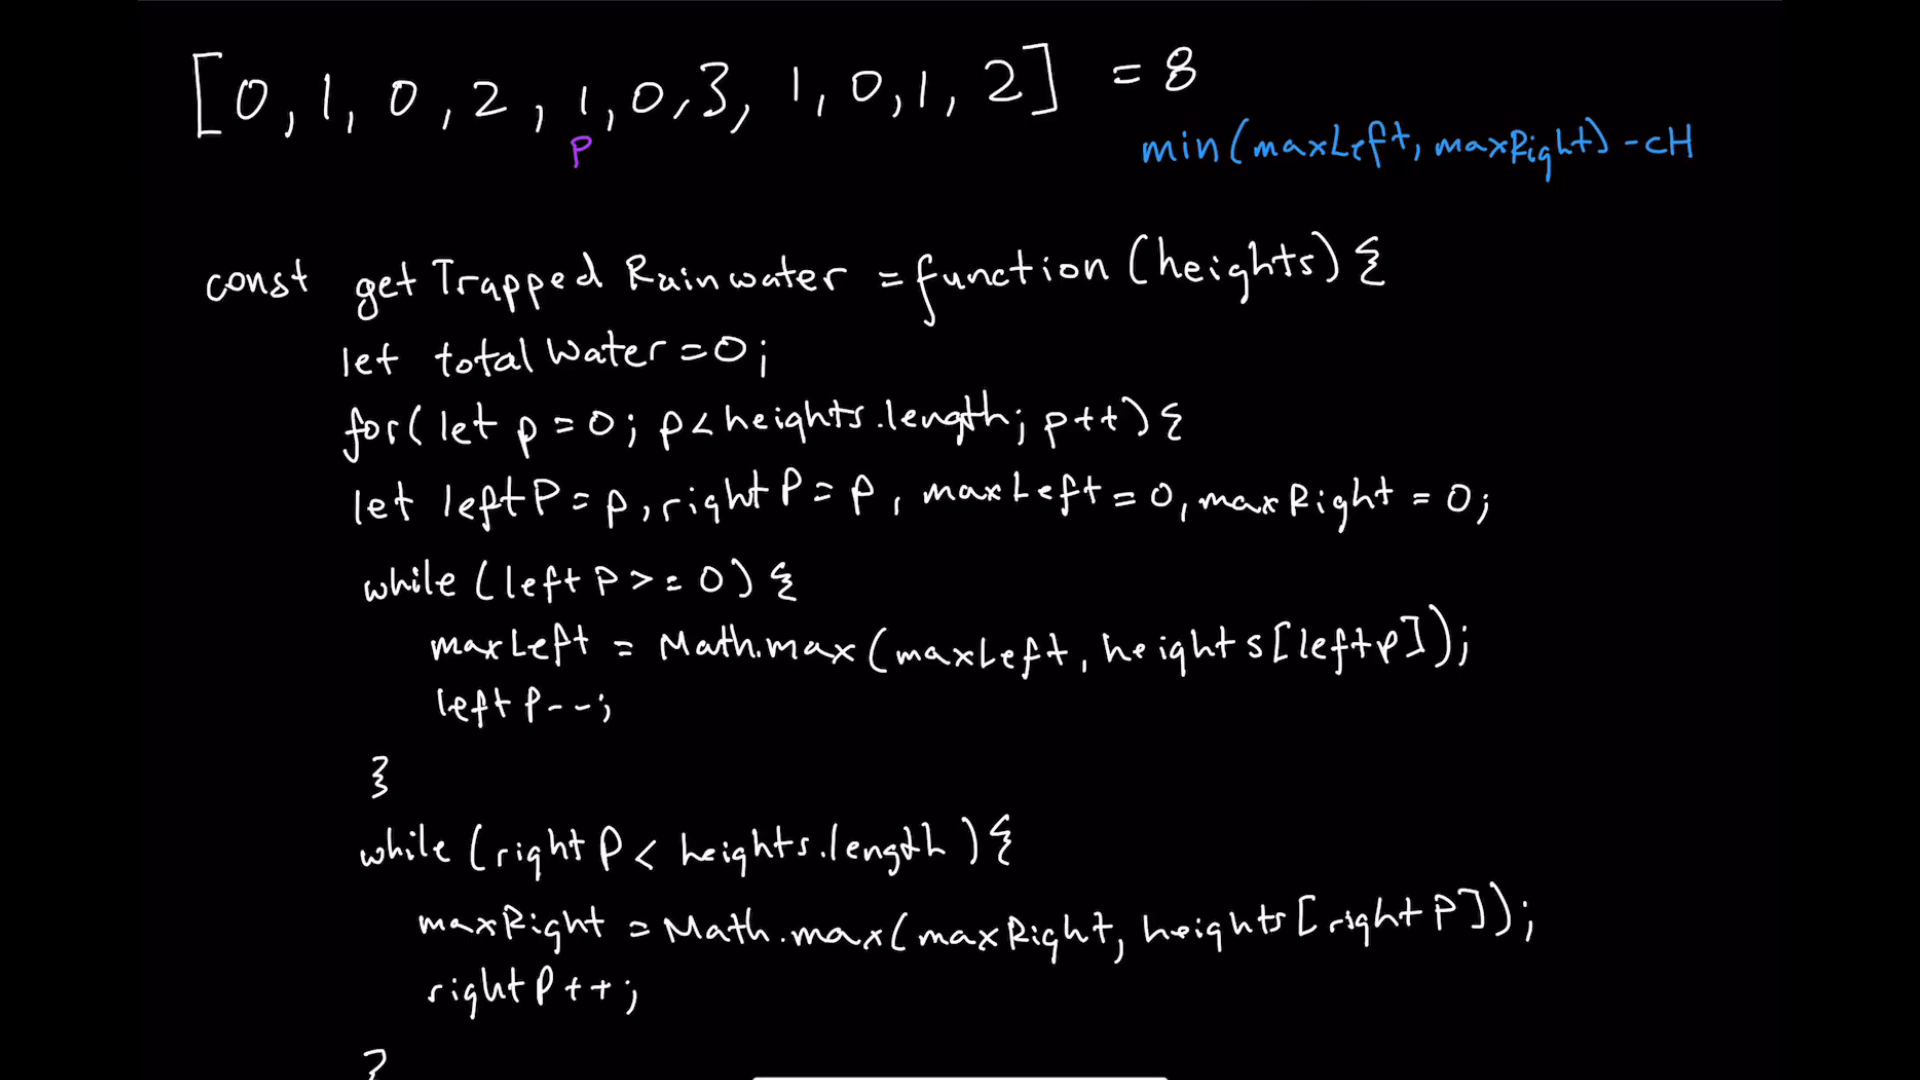 [0, 1, 0, 2, 1, 0, 3, 1, 0, 1, 2] = 8
p
min(maxLeft, maxRight) - cH
const getTrappedRainwater = function(heights){
let totalWater = 0;
for(let p = 0; p < heights.length; p++){
let leftP = p, rightP = p, maxLeft = 0, maxRight = 0;
while (leftP >= 0) {
maxLeft = Math.max(maxLeft, heights[leftp]);
leftP--;
}
while (rightP < heights.length){
maxRight = Math.max(maxRight, heights[rightP]);
rightP++;
}